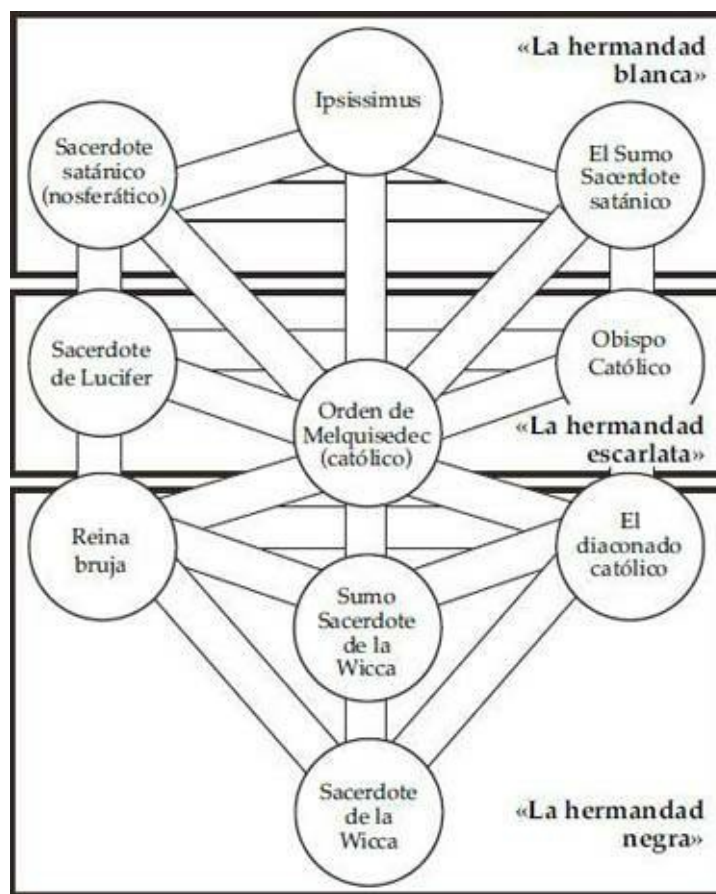 «La hermandad
blanca»
Ipsissimus
Sacerdote
satánico
(nosferático)
El Sumo
Sacerdote
satánico
Sacerdote
de Lucifer
Obispo
Católico
Orden de
Melquisedec
(católico)
«La hermandad
escarlata»
Reina
bruja
El
diaconado
católico
Sumo
Sacerdote
de la
Wicca
Sacerdote
de la
Wicca
«La hermandad
negra»